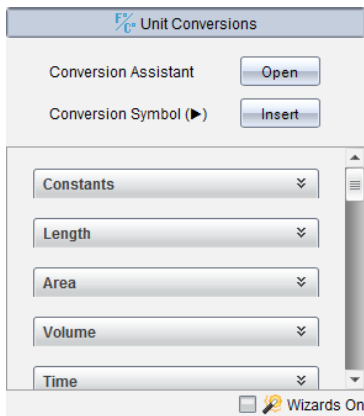 F°/C° Unit Conversions
Conversion Assistant Open
Conversion Symbol (▶) Insert
Constants
Length
Area
Volume
Time
Wizards On